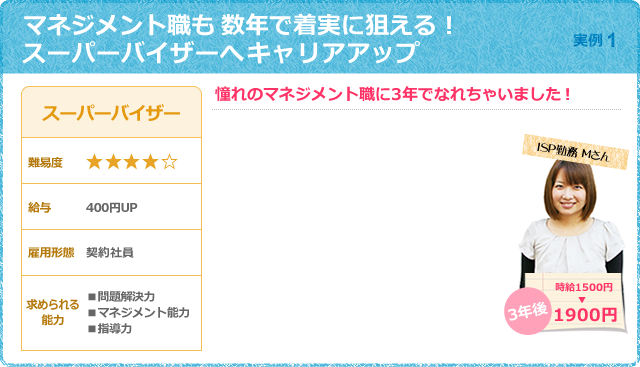 マネジメント職も 数年で着実に狙える！
スーパーバイザーへキャリアアップ
実例 1
スーパーバイザー
難易度 ★★★★☆
給与 400円UP
雇用形態 契約社員
求められる能力
■問題解決力
■マネジメント能力
■指導力
憧れのマネジメント職に3年でなれちゃいました！
ISP勤務 Mさん
時給1500円
▼
3年後 1900円